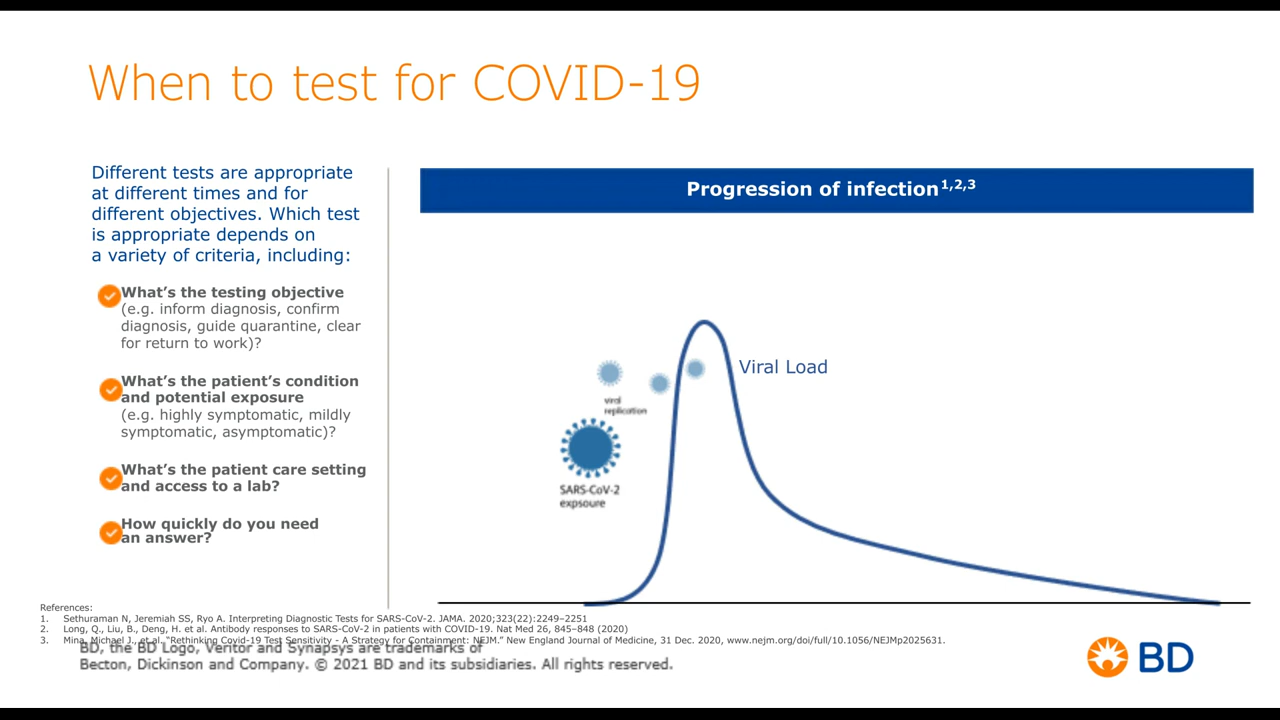 When to test for COVID-19
Different tests are appropriate
at different times and for
different objectives. Which test
is appropriate depends on
a variety of criteria, including:
What's the testing objective
(e.g. inform diagnosis, confirm
diagnosis, guide quarantine, clear
for return to work)?
What's the patient's condition
and potential exposure
(e.g. highly symptomatic, mildly
symptomatic, asymptomatic)?
What's the patient care setting
and access to a lab?
How quickly do you need
an answer?
Progression of infection1,2,3
Viral Load
viral
replication
SARS-CoV-2
expsoure
References:
1. Sethuraman N, Jeremiah SS, Ryo A. Interpreting Diagnostic Tests for SARS-CoV-2. JAMA. 2020;323(22):2249–2251
2. Long, Q., Liu, B., Deng, H. et al. Antibody responses to SARS-CoV-2 in patients with COVID-19. Nat Med 26, 845–848 (2020)
3. Mina, Michael J., et al. "Rethinking Covid-19 Test Sensitivity - A Strategy for Containment: NEJM." New England Journal of Medicine, 31 Dec. 2020, www.nejm.org/doi/full/10.1056/NEJMp2025631.
BD, the BD Logo, Veritor and Synapsys are trademarks of
Becton, Dickinson and Company. © 2021 BD and its subsidiaries. All rights reserved.
BD